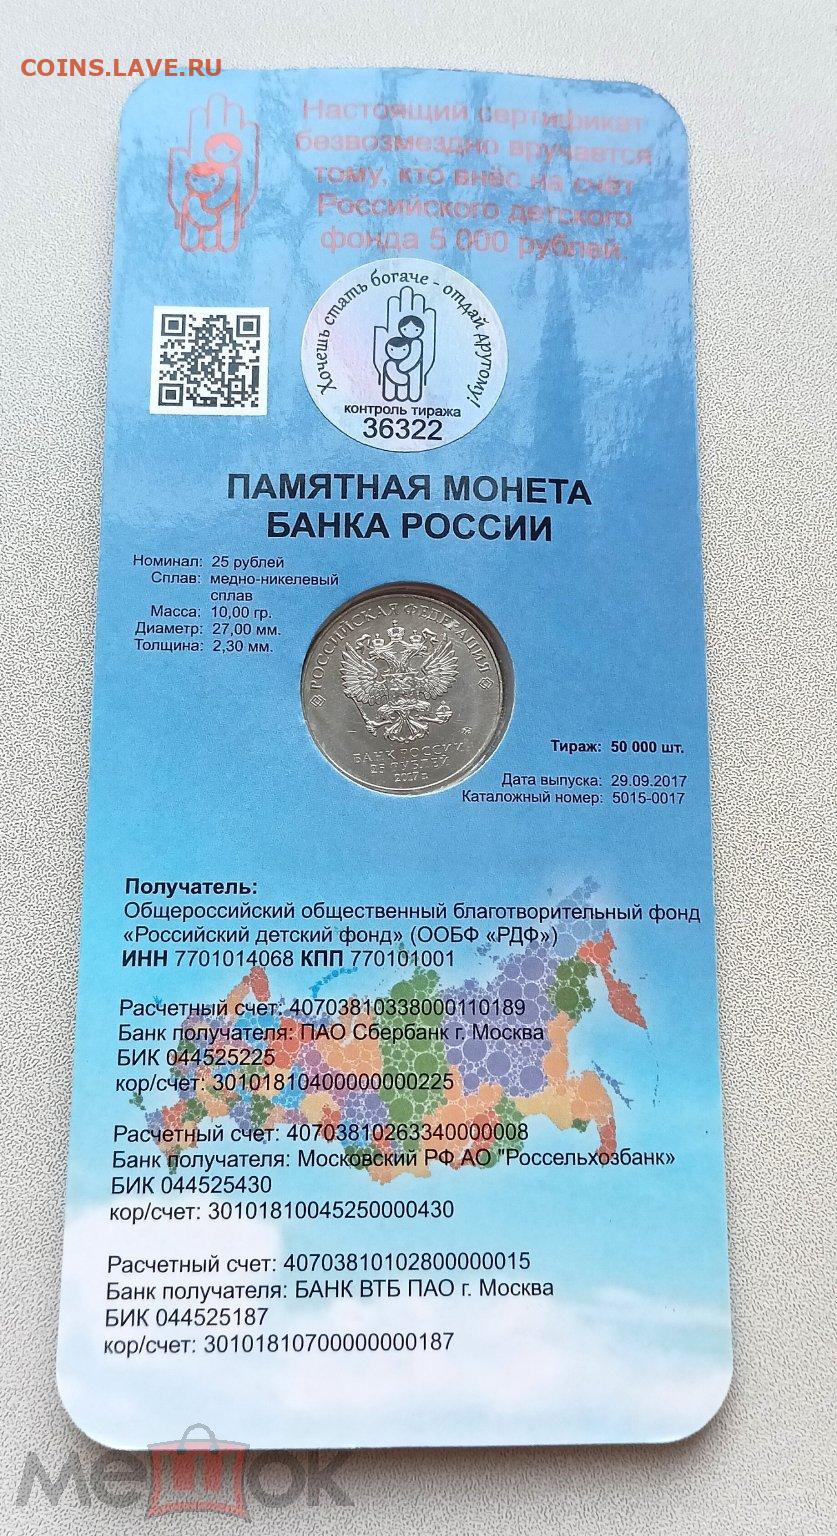 COINS.LAVE.RU
Настоящий сертификат
безвозмездно вручается
тому, кто внёс на счёт
Российского детского
фонда 5 000 рублей.
Хочешь стать богаче - отдай другому!
контроль тиража
36322
ПАМЯТНАЯ МОНЕТА
БАНКА РОССИИ
Номинал: 25 рублей
Сплав: медно-никелевый
сплав
Масса: 10,00 гр.
Диаметр: 27,00 мм.
Толщина: 2,30 мм.
РОССИЙСКАЯ ФЕДЕРАЦИЯ
БАНК РОССИИ
25 РУБЛЕЙ
2017 г.
Тираж: 50 000 шт.
Дата выпуска: 29.09.2017
Каталожный номер: 5015-0017
Получатель:
Общероссийский общественный благотворительный фонд
«Российский детский фонд» (ООБФ «РДФ»)
ИНН 7701014068 КПП 770101001
Расчетный счет: 40703810338000110189
Банк получателя: ПАО Сбербанк г. Москва
БИК 044525225
кор/счет: 30101810400000000225
Расчетный счет: 40703810263340000008
Банк получателя: Московский РФ АО "Россельхозбанк»
БИК 044525430
кор/счет: 30101810045250000430
Расчетный счет: 40703810102800000015
Банк получателя: БАНК ВТБ ПАО г. Москва
БИК 044525187
кор/счет: 30101810700000000187
мешок